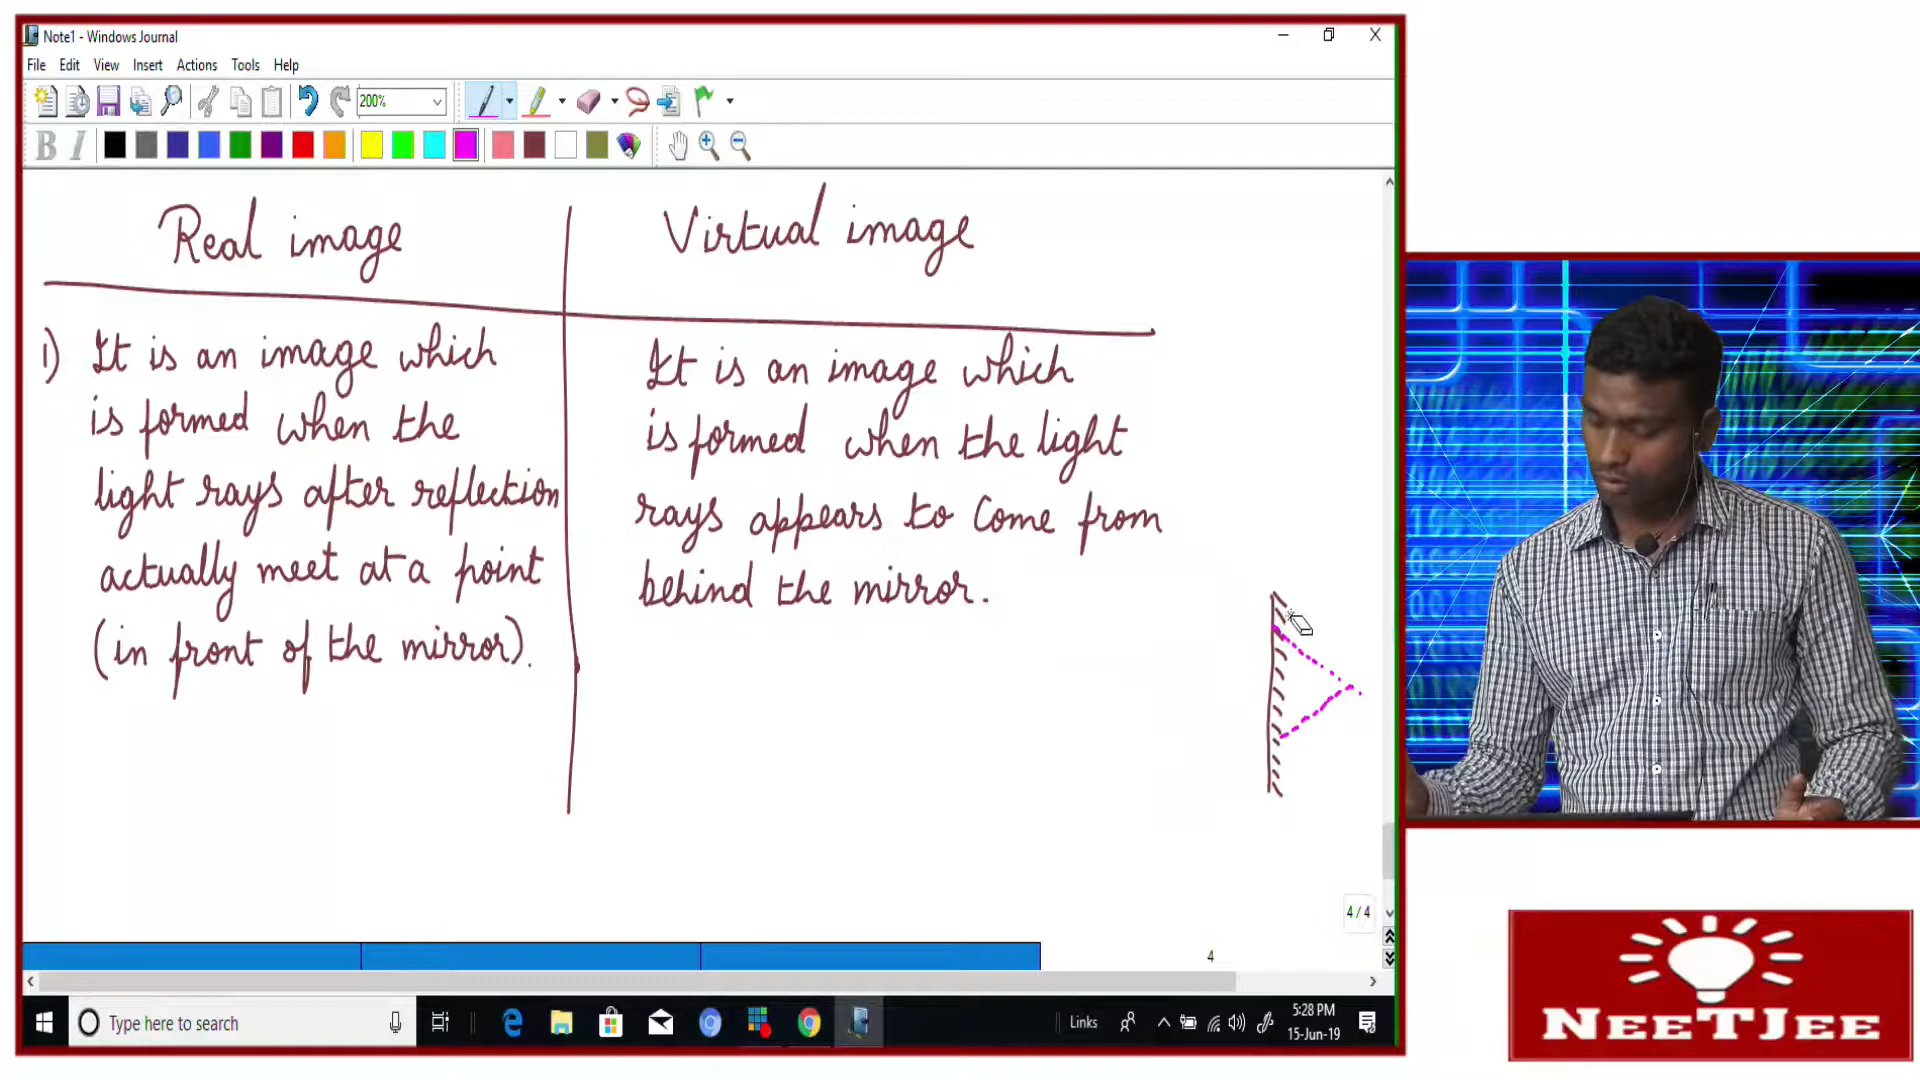 Note1 - Windows Journal
File Edit View Insert Actions Tools Help
200%
B I
Real image
Virtual image
1) It is an image which
is formed when the
light rays after reflection
actually meet at a point
(in front of the mirror).
It is an image which
is formed when the light
rays appears to come from
behind the mirror.
4 / 4
4
Type here to search
Links
5:28 PM
15-Jun-19
NEETJEE